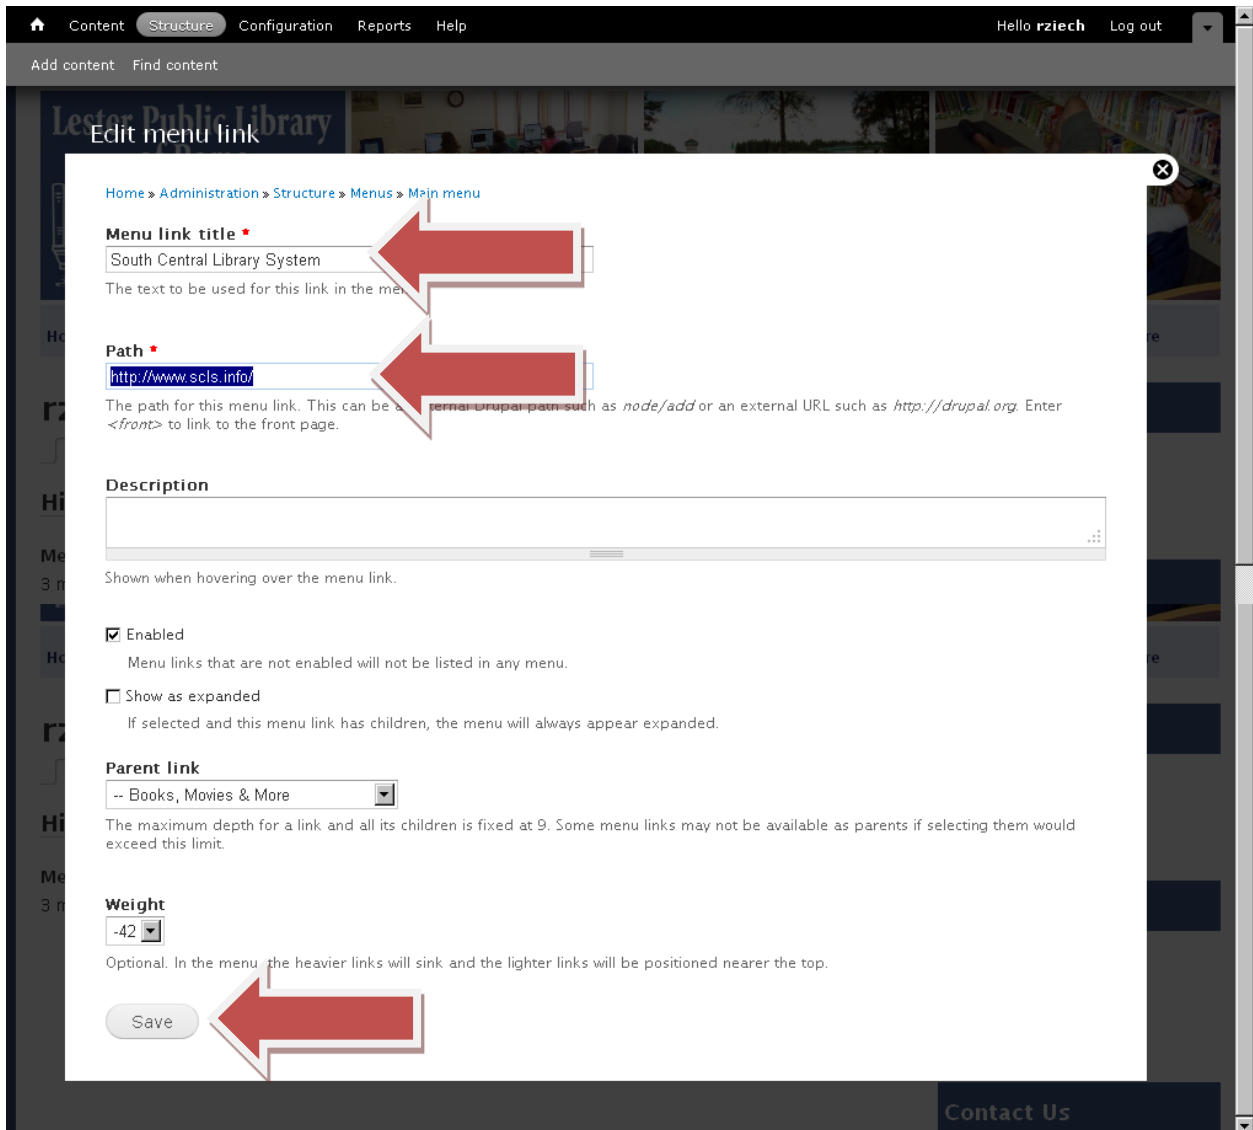 Content Structure Configuration Reports Help Hello rziech Log out
Add content Find content
Lester Public Library
Edit menu link
Home » Administration » Structure » Menus » Main menu
Menu link title *
South Central Library System
The text to be used for this link in the
Path *
http://www.scls.info/
The path for this menu link. This can be Drupal path such as node/add or an external URL such as http://drupal.org. Enter
<front> to link to the front page.
Description
Shown when hovering over the menu link.
Enabled
Menu links that are not enabled will not be listed in any menu.
Show as expanded
If selected and this menu link has children, the menu will always appear expanded.
Parent link
-- Books, Movies & More
The maximum depth for a link and all its children is fixed at 9. Some menu links may not be available as parents if selecting them would
exceed this limit.
Weight
-42
Optional. In the menu, the heavier links will sink and the lighter links will be positioned nearer the top.
Save
Contact Us